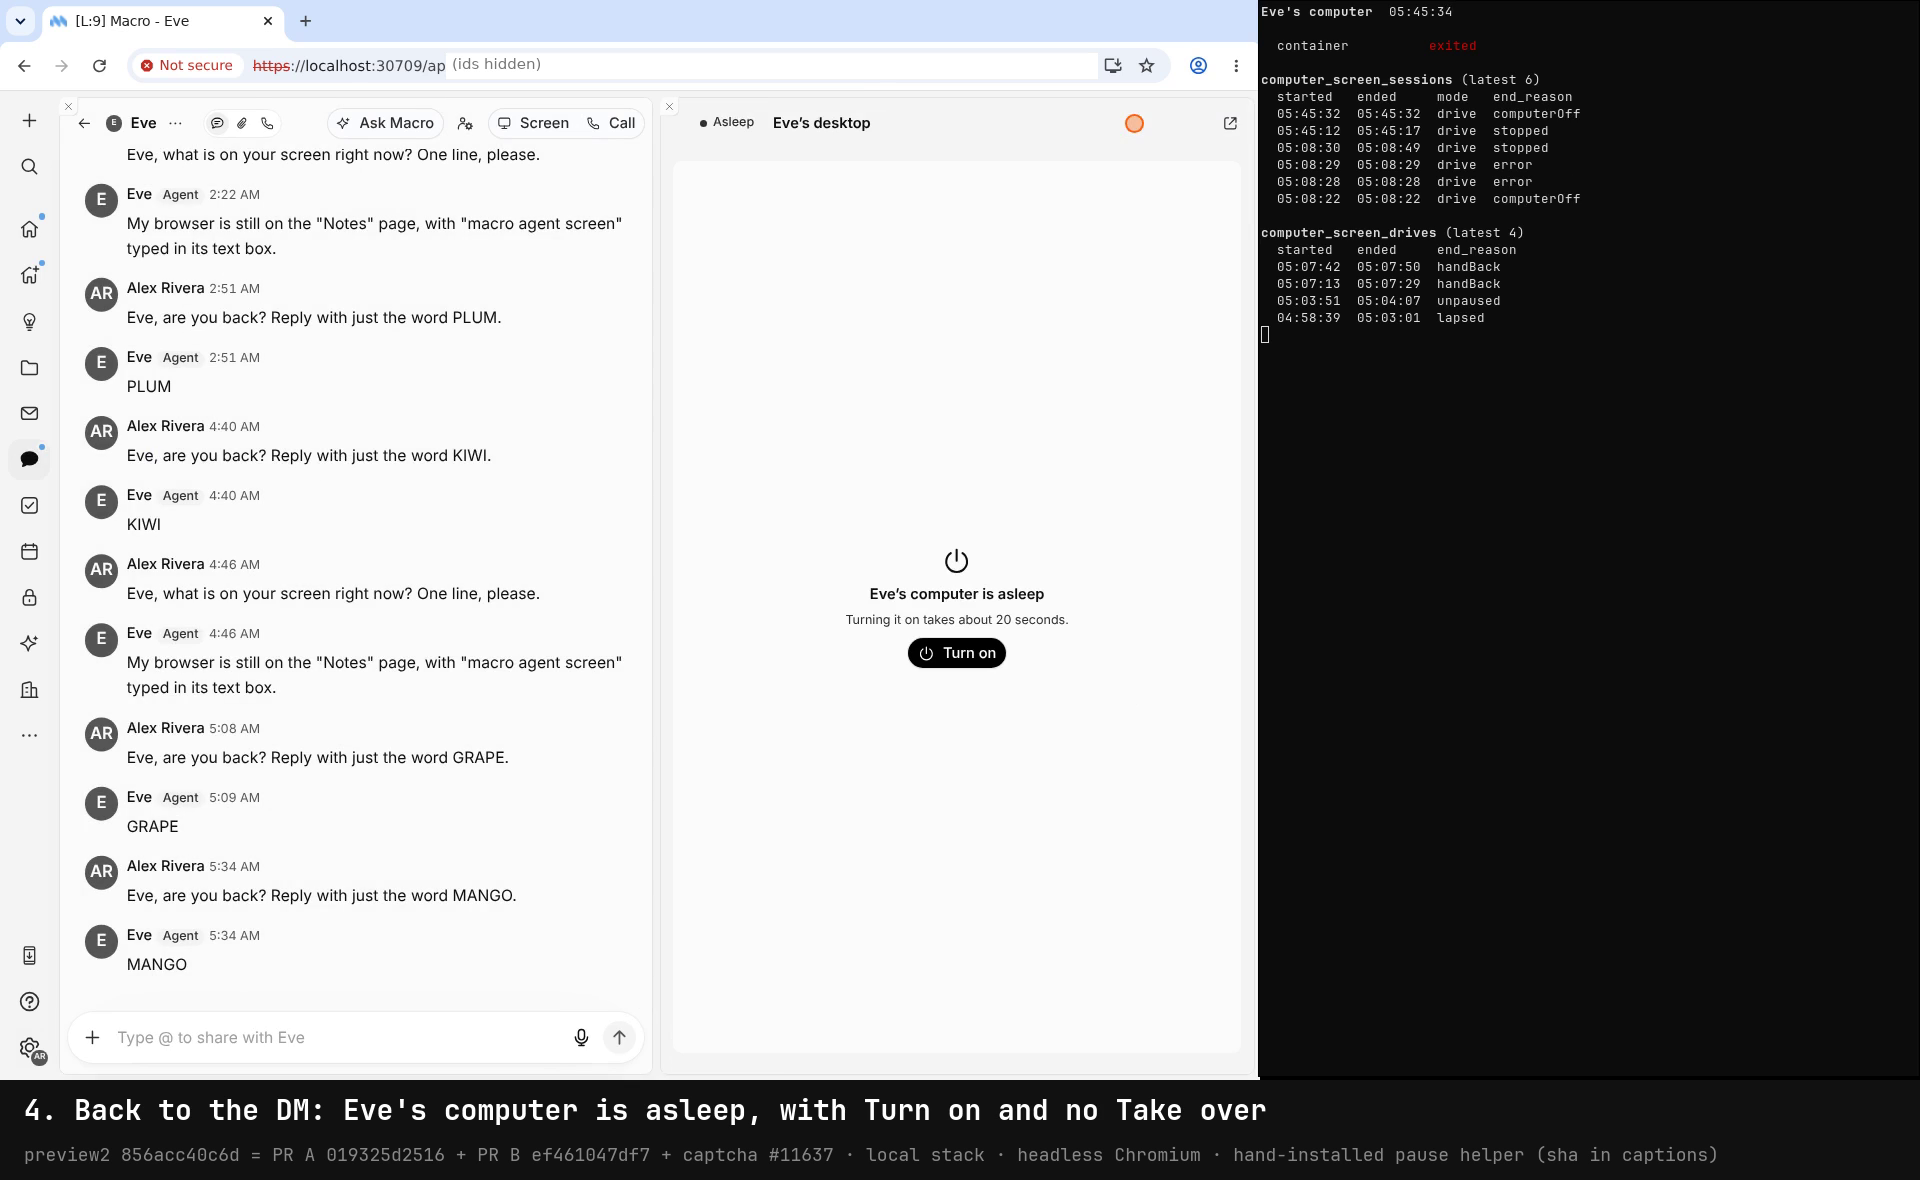 [L:9] Macro - Eve
Not secure
https://localhost:30709/ap (ids hidden)
E Eve ... Ask Macro Screen Call
Eve, what is on your screen right now? One line, please.
E Eve Agent 2:22 AM
My browser is still on the "Notes" page, with "macro agent screen"
typed in its text box.
AR Alex Rivera 2:51 AM
Eve, are you back? Reply with just the word PLUM.
E Eve Agent 2:51 AM
PLUM
AR Alex Rivera 4:40 AM
Eve, are you back? Reply with just the word KIWI.
E Eve Agent 4:40 AM
KIWI
AR Alex Rivera 4:46 AM
Eve, what is on your screen right now? One line, please.
E Eve Agent 4:46 AM
My browser is still on the "Notes" page, with "macro agent screen"
typed in its text box.
AR Alex Rivera 5:08 AM
Eve, are you back? Reply with just the word GRAPE.
E Eve Agent 5:09 AM
GRAPE
AR Alex Rivera 5:34 AM
Eve, are you back? Reply with just the word MANGO.
E Eve Agent 5:34 AM
MANGO
Type @ to share with Eve
AR
Asleep Eve’s desktop
Eve’s computer is asleep
Turning it on takes about 20 seconds.
Turn on
Eve's computer 05:45:34
container exited
computer_screen_sessions (latest 6)
started ended mode end_reason
05:45:32 05:45:32 drive computerOff
05:45:12 05:45:17 drive stopped
05:08:30 05:08:49 drive stopped
05:08:29 05:08:29 drive error
05:08:28 05:08:28 drive error
05:08:22 05:08:22 drive computerOff
computer_screen_drives (latest 4)
started ended end_reason
05:07:42 05:07:50 handBack
05:07:13 05:07:29 handBack
05:03:51 05:04:07 unpaused
04:58:39 05:03:01 lapsed
4. Back to the DM: Eve's computer is asleep, with Turn on and no Take over
preview2 856acc40c6d = PR A 019325d2516 + PR B ef461047df7 + captcha #11637 · local stack · headless Chromium · hand-installed pause helper (sha in captions)